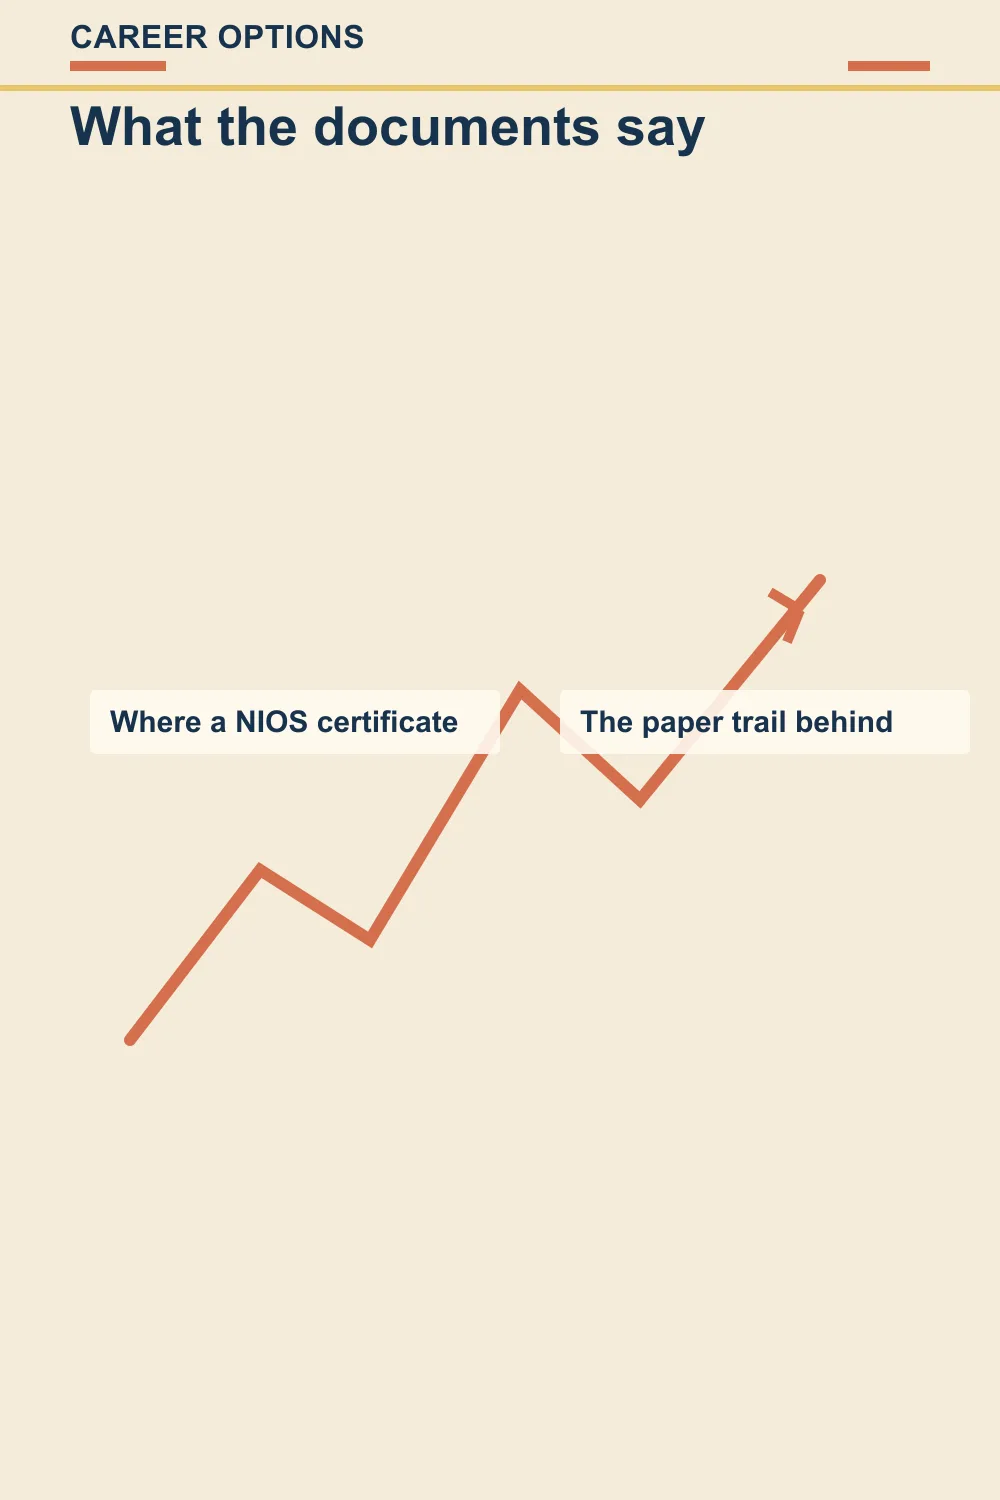 CAREER OPTIONS
What the documents say
Where a NIOS certificate
The paper trail behind